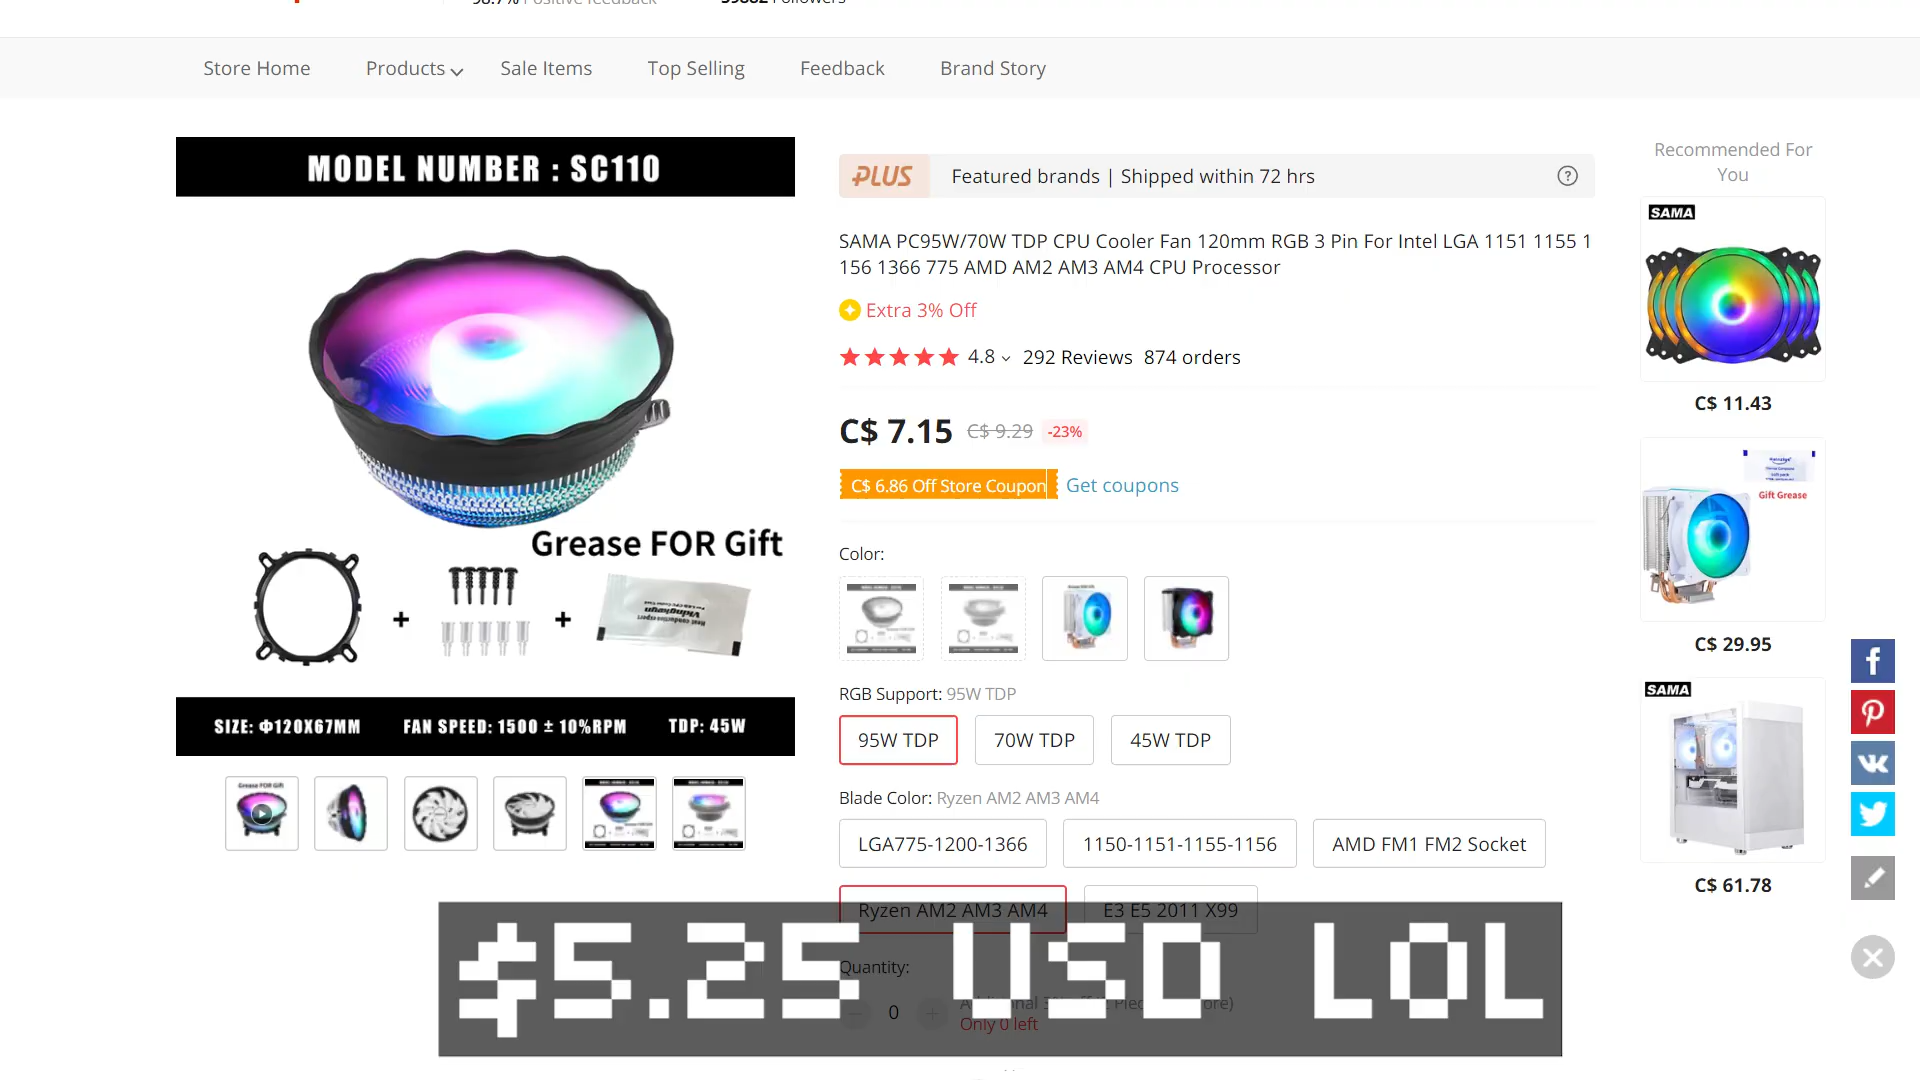 98.7% Positive feedback
39882 Followers
Store Home
Products
Sale Items
Top Selling
Feedback
Brand Story
MODEL NUMBER : SC110
Grease FOR Gift
+
+
SIZE: Φ120X67MM
FAN SPEED: 1500 ± 10%RPM
TDP: 45W
PLUS
Featured brands | Shipped within 72 hrs
?
SAMA PC95W/70W TDP CPU Cooler Fan 120mm RGB 3 Pin For Intel LGA 1151 1155 1
156 1366 775 AMD AM2 AM3 AM4 CPU Processor
Extra 3% Off
4.8
292 Reviews
874 orders
C$ 7.15
C$ 9.29
-23%
C$ 6.86 Off Store Coupon
Get coupons
Color:
RGB Support: 95W TDP
95W TDP
70W TDP
45W TDP
Blade Color: Ryzen AM2 AM3 AM4
LGA775-1200-1366
1150-1151-1155-1156
AMD FM1 FM2 Socket
Ryzen AM2 AM3 AM4
E3 E5 2011 X99
$5.25 USD LOL
Quantity:
0
Only 0 left
Recommended For
You
SAMA
C$ 11.43
Gift Grease
C$ 29.95
SAMA
C$ 61.78